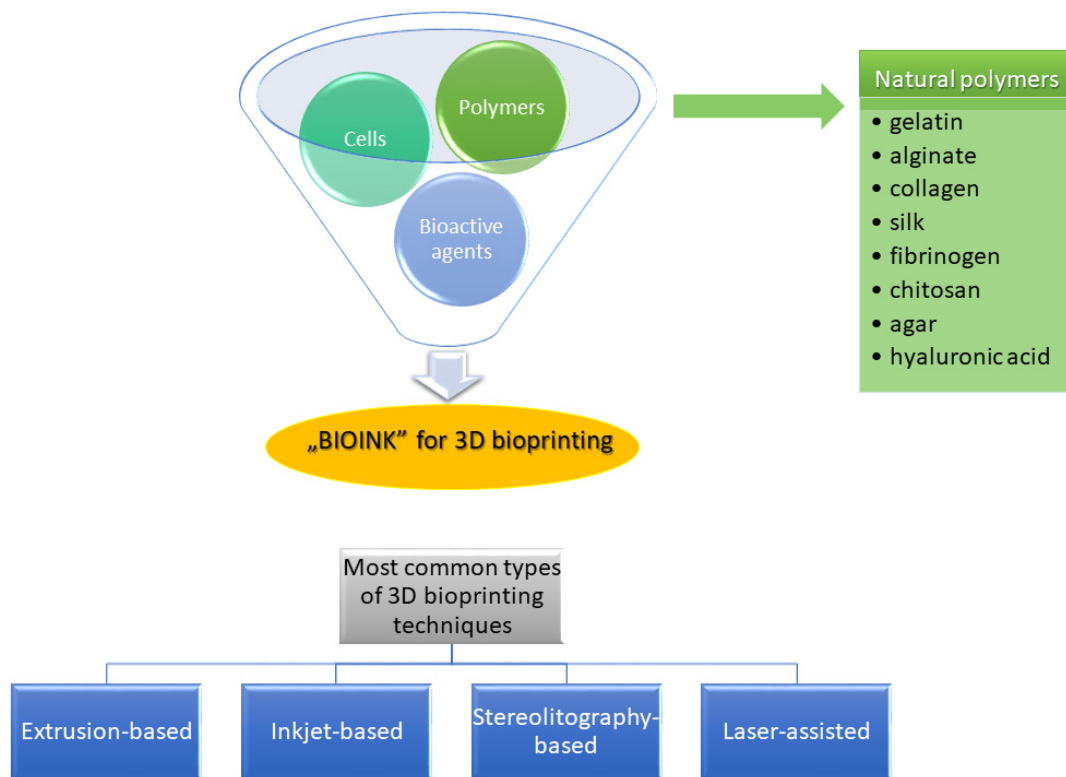 Polymers
Cells
Bioactive
agents
Natural polymers
• gelatin
• alginate
• collagen
• silk
• fibrinogen
• chitosan
• agar
• hyaluronic acid
„BIOINK” for 3D bioprinting
Most common types
of 3D bioprinting
techniques
Extrusion-based
Inkjet-based
Stereolitography-
based
Laser-assisted